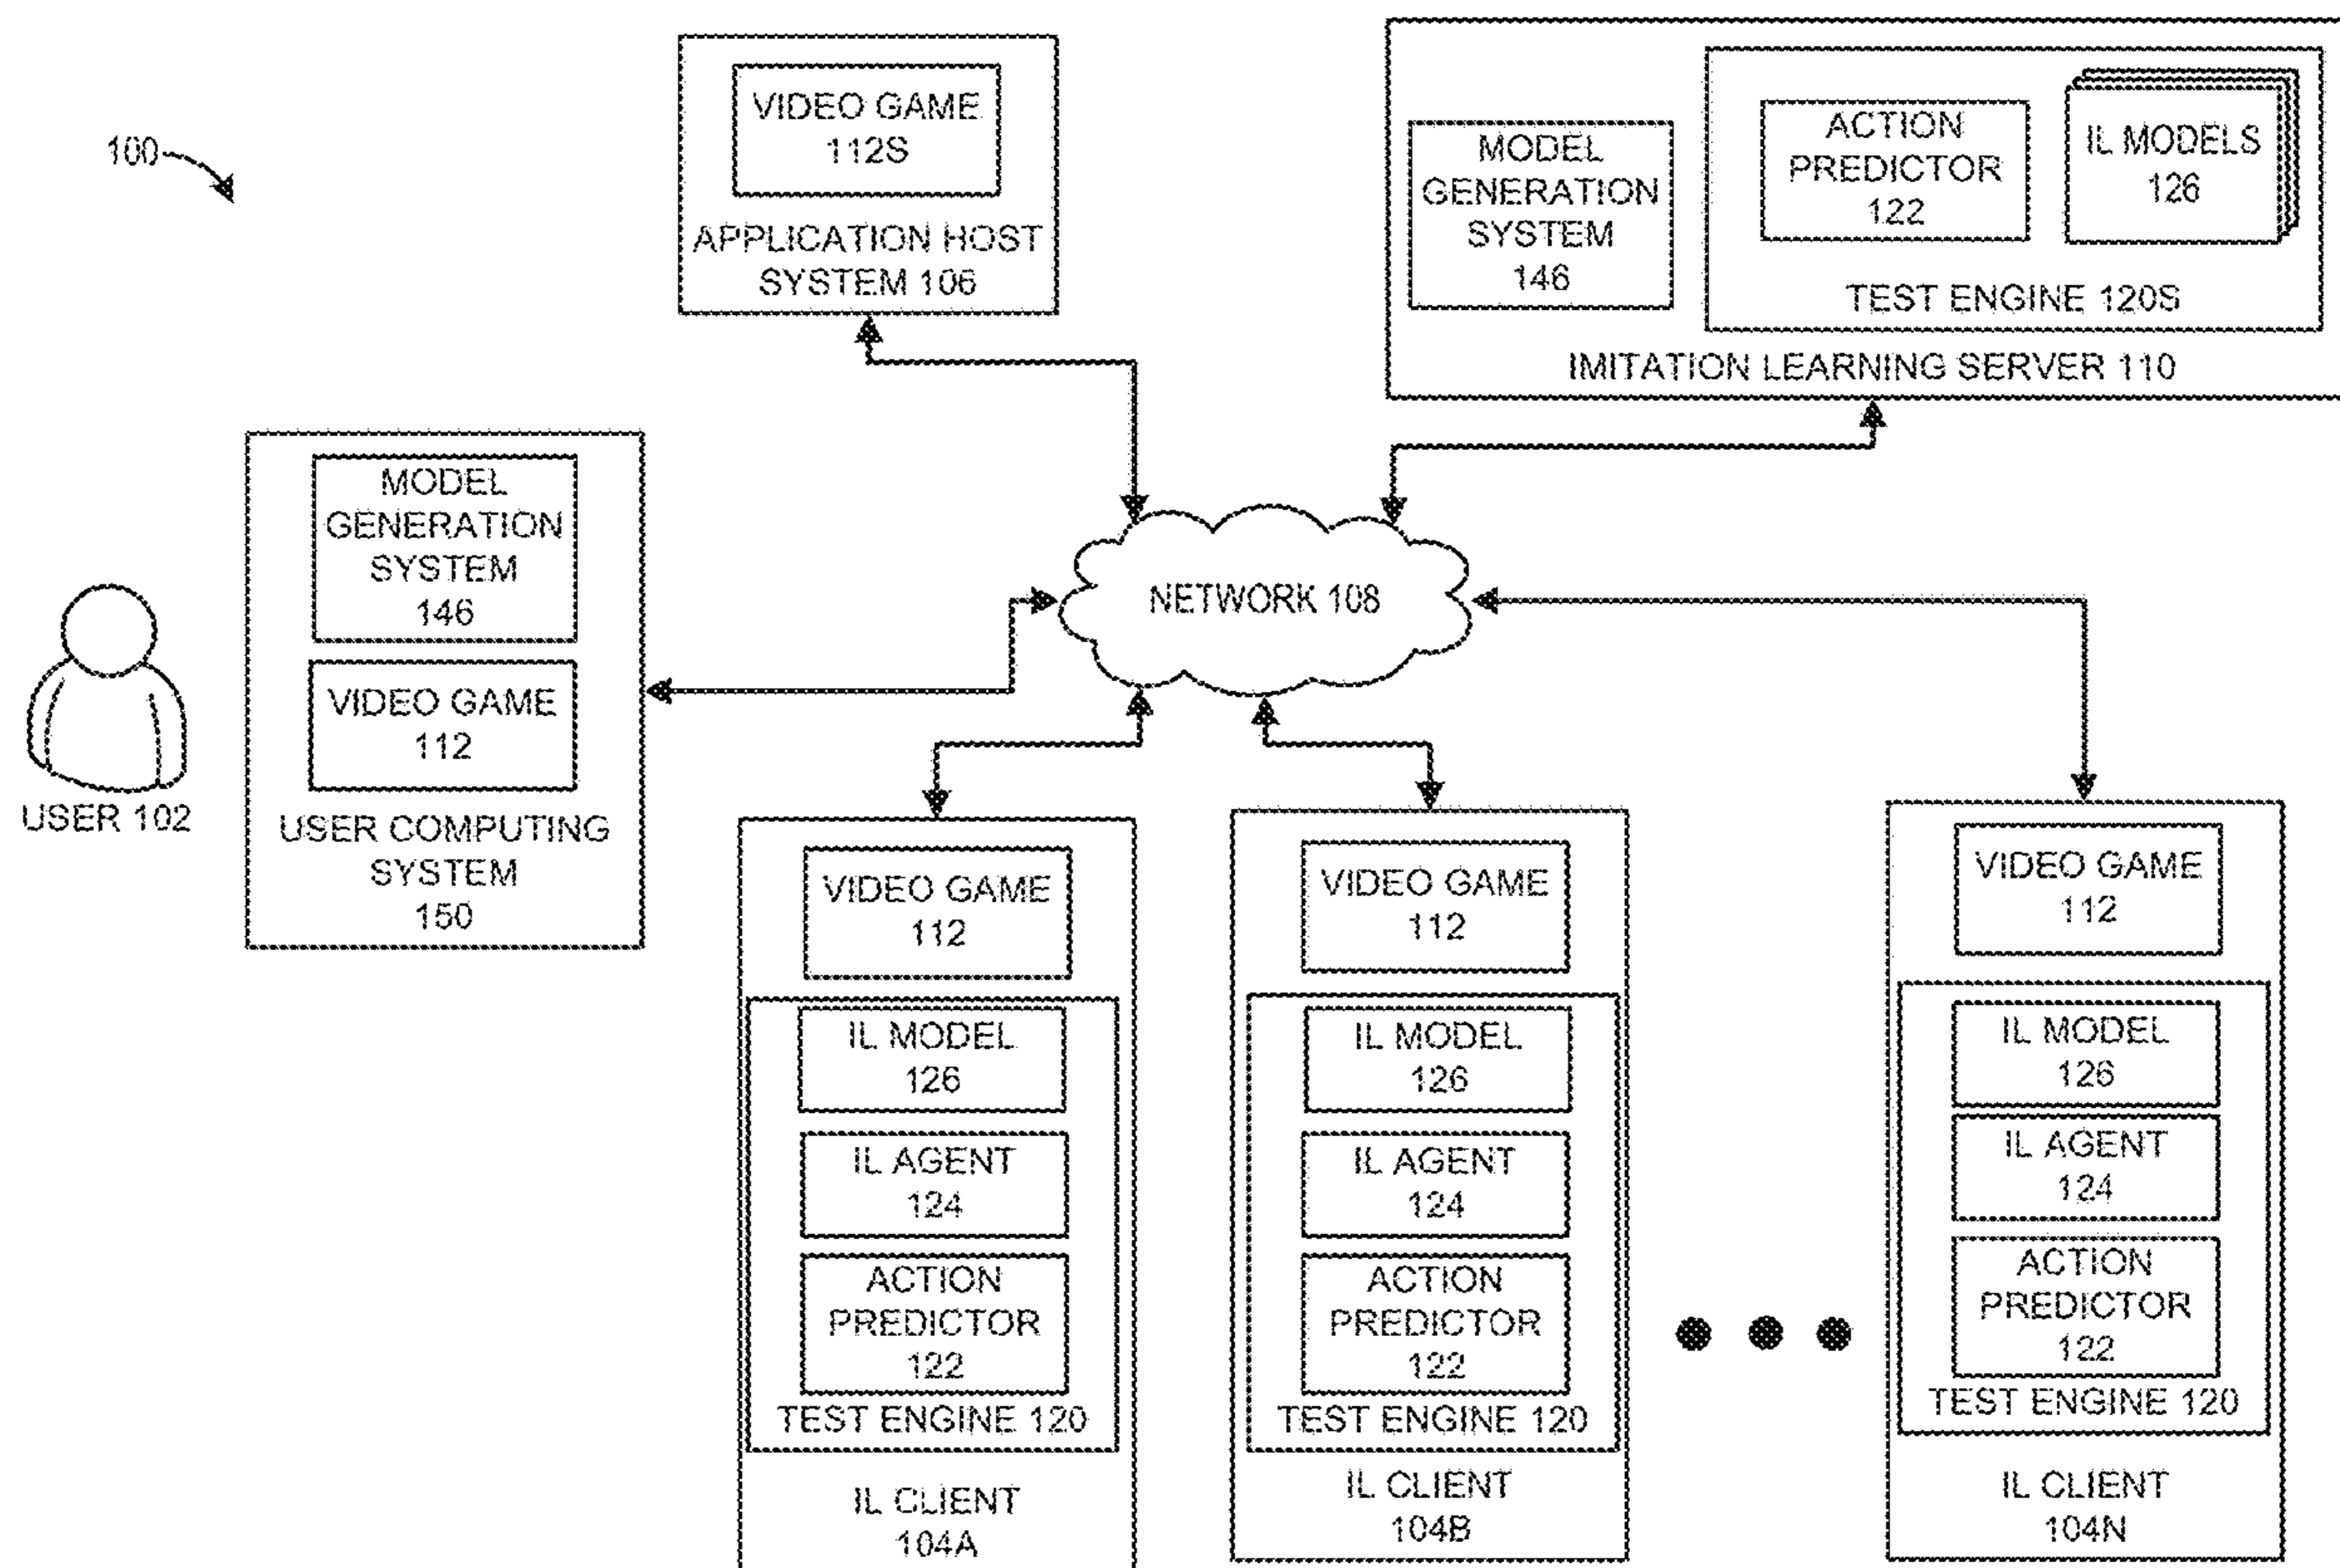 100
VIDEO GAME
112S
APPLICATION HOST
SYSTEM 106
MODEL
GENERATION
SYSTEM
146
ACTION
PREDICTOR
122
IL MODELS
126
TEST ENGINE 120S
IMITATION LEARNING SERVER 110
USER 102
MODEL
GENERATION
SYSTEM
146
VIDEO GAME
112
USER COMPUTING
SYSTEM
150
NETWORK 108
VIDEO GAME
112
IL MODEL
126
IL AGENT
124
ACTION
PREDICTOR
122
TEST ENGINE 120
IL CLIENT
104A
VIDEO GAME
112
IL MODEL
126
IL AGENT
124
ACTION
PREDICTOR
122
TEST ENGINE 120
IL CLIENT
104B
VIDEO GAME
112
IL MODEL
126
IL AGENT
124
ACTION
PREDICTOR
122
TEST ENGINE 120
IL CLIENT
104N